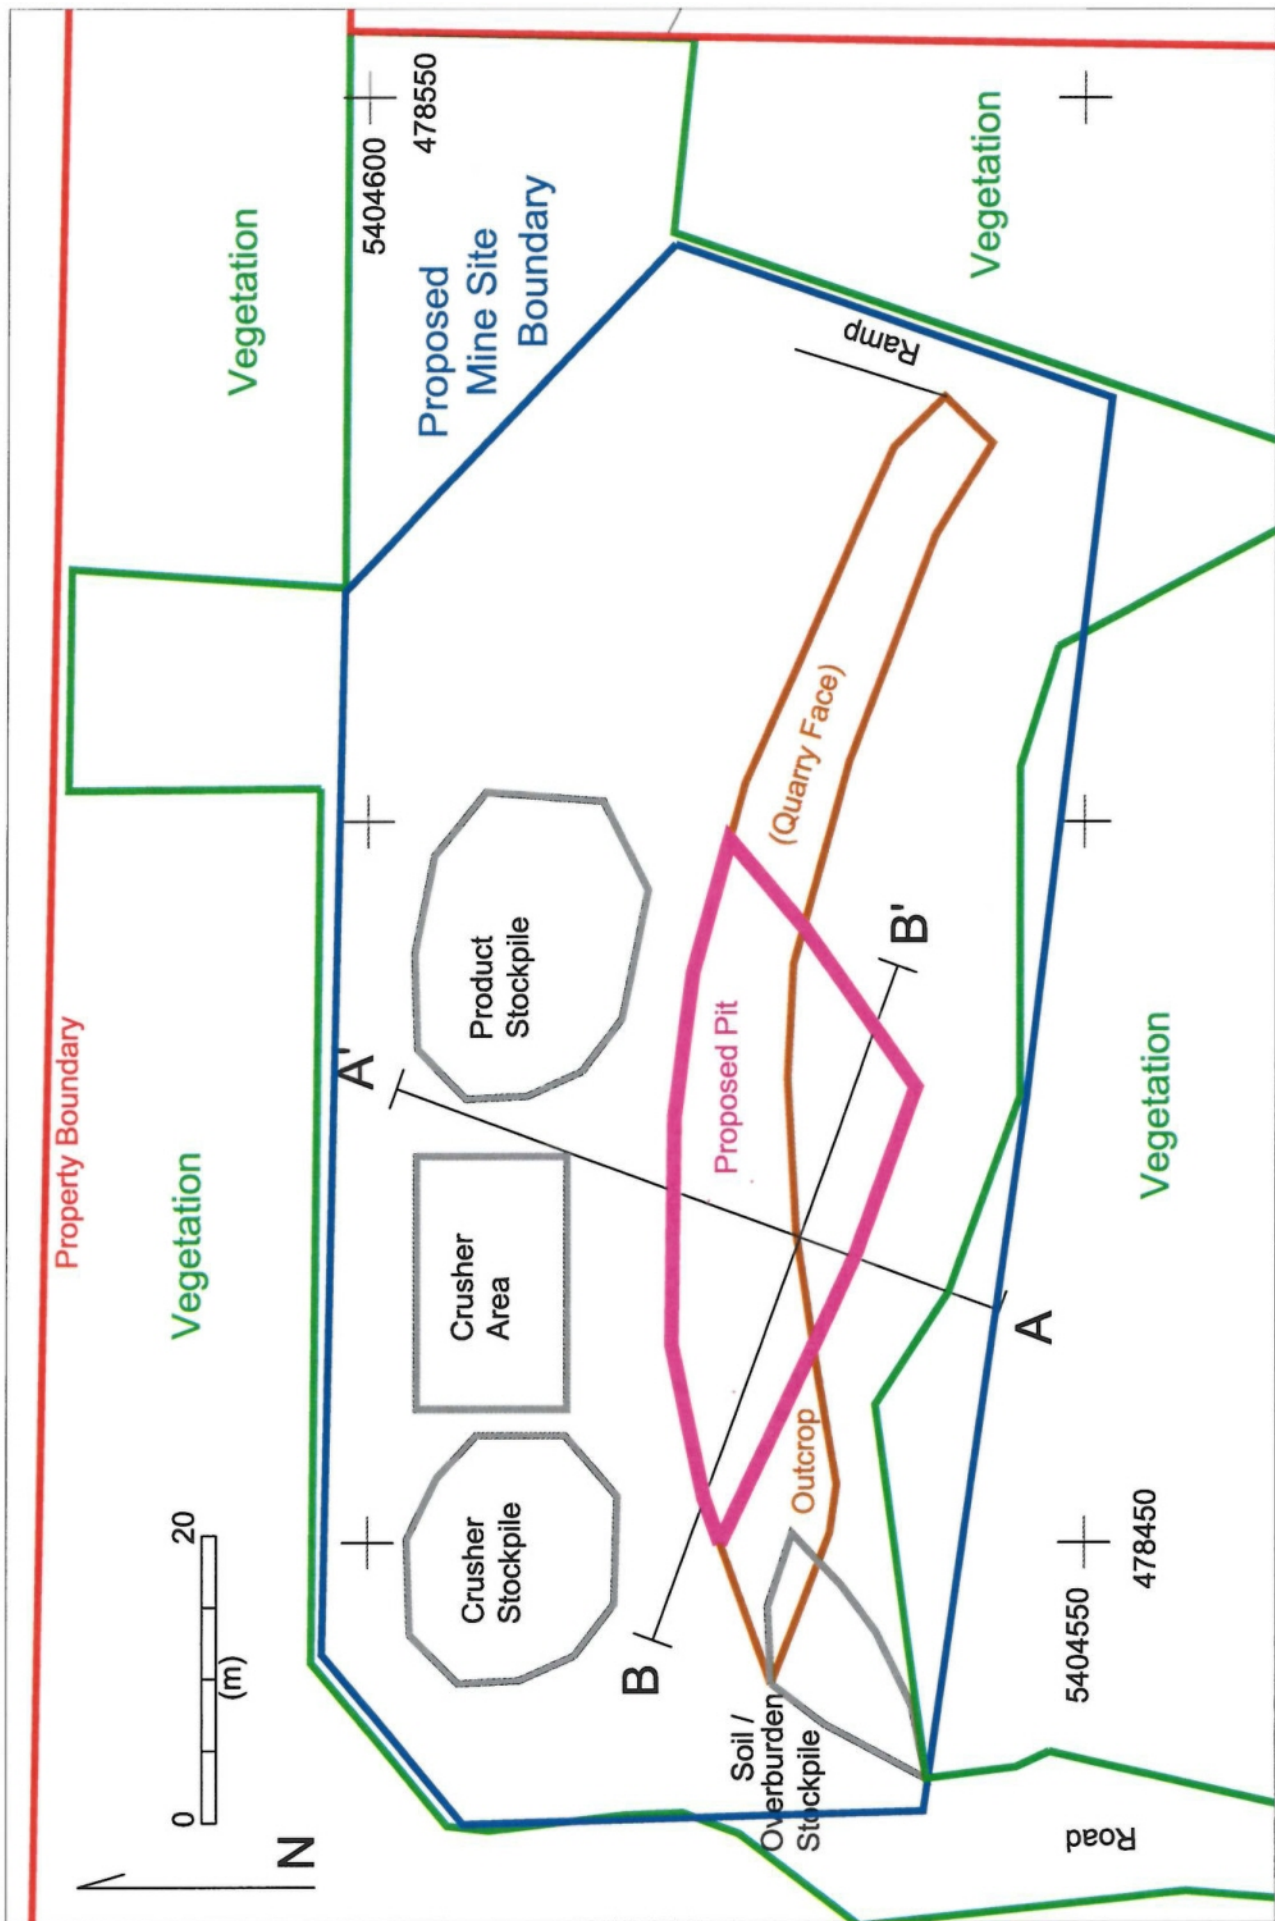 Property Boundary
Vegetation
Vegetation
5404600
478550
Proposed
Mine Site
Boundary
Vegetation
Ramp
0
20
(m)
N
A'
Crusher
Stockpile
Crusher
Area
Product
Stockpile
B
Proposed Pit
(Quarry Face)
B'
Outcrop
Soil /
Overburden
Stockpile
A
Road
5404550
478450
Vegetation